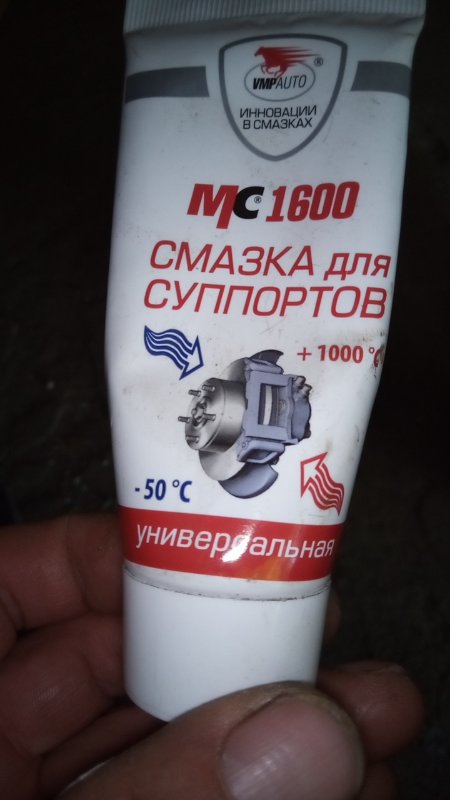 VMPAUTO ®
ИННОВАЦИИ
В СМАЗКАХ
МС® 1600
СМАЗКА ДЛЯ
СУППОРТОВ
+ 1000 °C
- 50 °C
универсальная